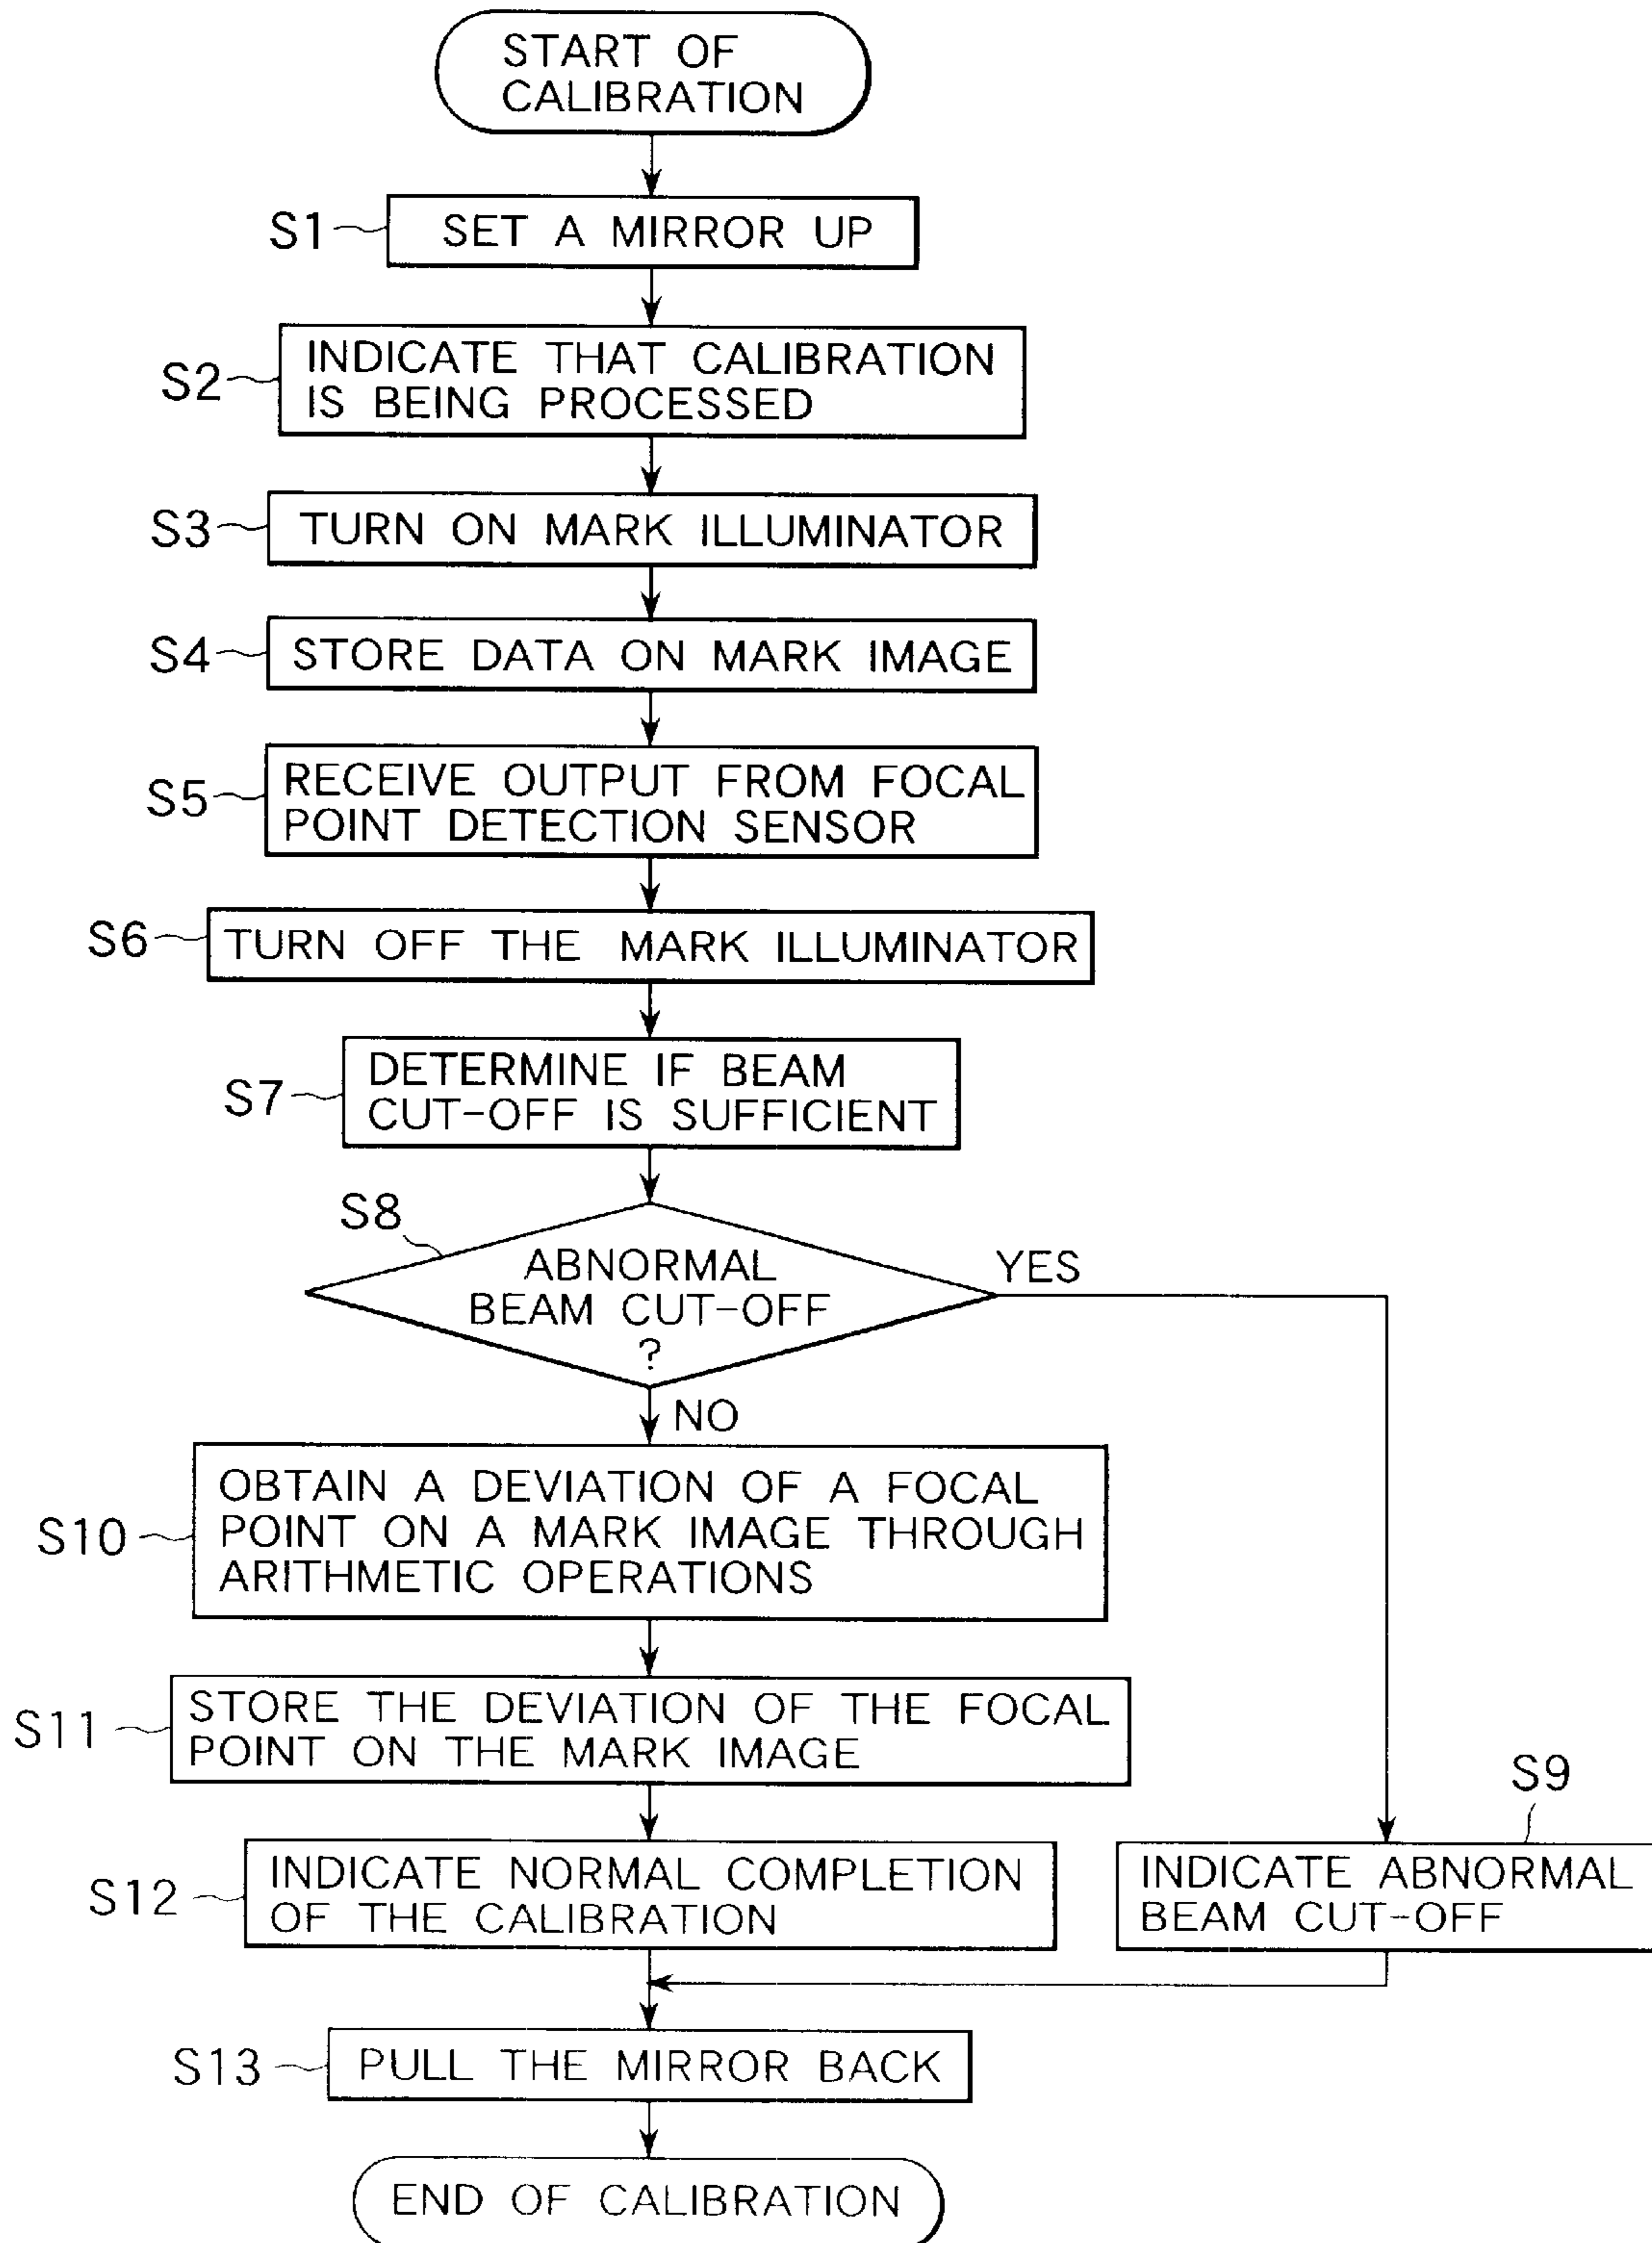 START OF
CALIBRATION
S1
SET A MIRROR UP
S2
INDICATE THAT CALIBRATION
IS BEING PROCESSED
S3
TURN ON MARK ILLUMINATOR
S4
STORE DATA ON MARK IMAGE
S5
RECEIVE OUTPUT FROM FOCAL
POINT DETECTION SENSOR
S6
TURN OFF THE MARK ILLUMINATOR
S7
DETERMINE IF BEAM
CUT-OFF IS SUFFICIENT
S8
ABNORMAL
BEAM CUT-OFF
?
YES
NO
S10
OBTAIN A DEVIATION OF A FOCAL
POINT ON A MARK IMAGE THROUGH
ARITHMETIC OPERATIONS
S11
STORE THE DEVIATION OF THE FOCAL
POINT ON THE MARK IMAGE
S12
INDICATE NORMAL COMPLETION
OF THE CALIBRATION
S9
INDICATE ABNORMAL
BEAM CUT-OFF
S13
PULL THE MIRROR BACK
END OF CALIBRATION